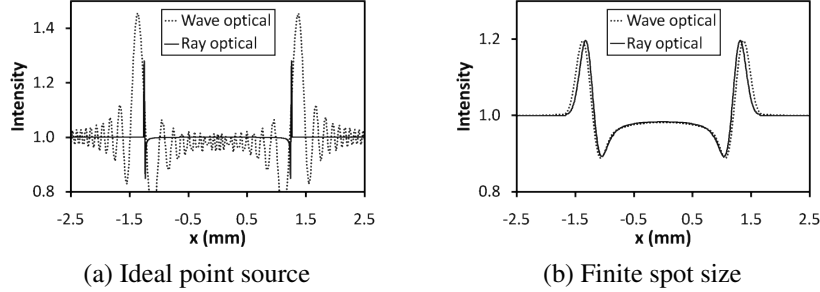 1.4
1.2
1.0
0.8
Intensity
Wave optical
Ray optical
-2.5 -1.5 -0.5 0.5 1.5 2.5
x (mm)
(a) Ideal point source
1.2
1.0
0.8
Intensity
Wave optical
Ray optical
-2.5 -1.5 -0.5 0.5 1.5 2.5
x (mm)
(b) Finite spot size